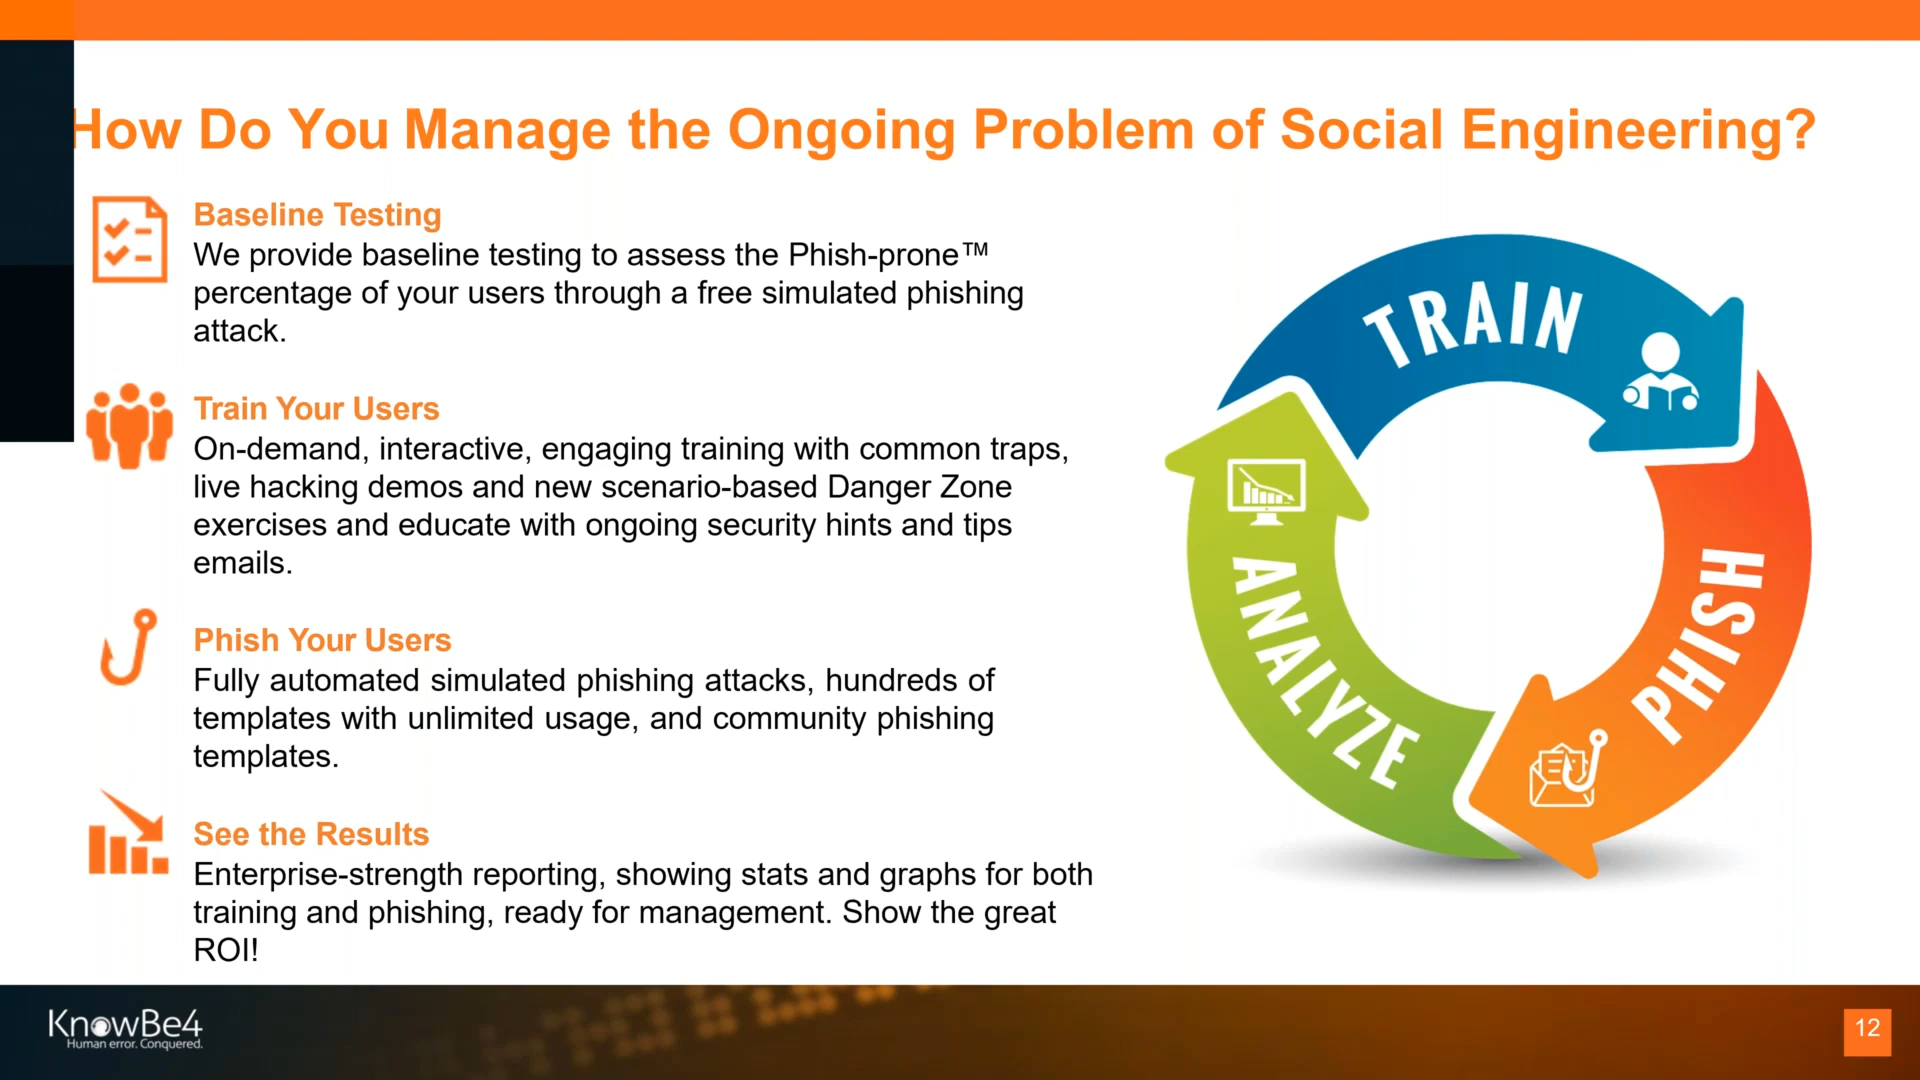 How Do You Manage the Ongoing Problem of Social Engineering?
Baseline Testing
We provide baseline testing to assess the Phish-prone™
percentage of your users through a free simulated phishing
attack.
Train Your Users
On-demand, interactive, engaging training with common traps,
live hacking demos and new scenario-based Danger Zone
exercises and educate with ongoing security hints and tips
emails.
Phish Your Users
Fully automated simulated phishing attacks, hundreds of
templates with unlimited usage, and community phishing
templates.
See the Results
Enterprise-strength reporting, showing stats and graphs for both
training and phishing, ready for management. Show the great
ROI!
TRAIN
PHISH
ANALYZE
KnowBe4
Human error. Conquered.
12